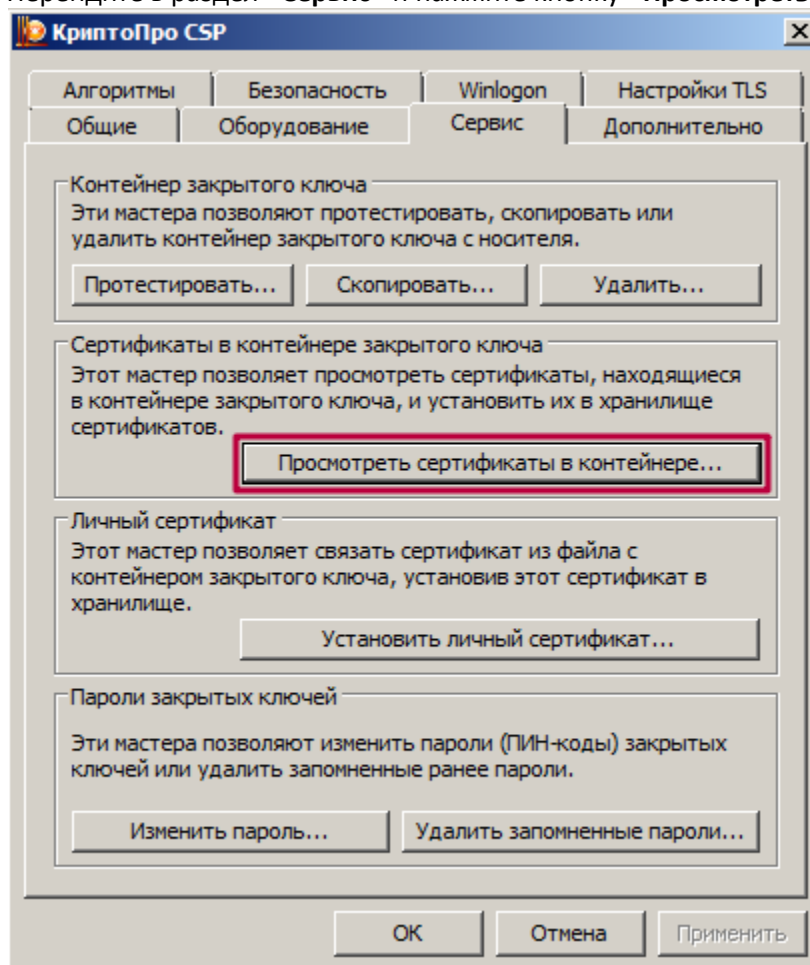 КриптоПро CSP
Алгоритмы Безопасность Winlogon Настройки TLS
Общие Оборудование Сервис Дополнительно
Контейнер закрытого ключа
Эти мастера позволяют протестировать, скопировать или
удалить контейнер закрытого ключа с носителя.
Протестировать... Скопировать... Удалить...
Сертификаты в контейнере закрытого ключа
Этот мастер позволяет просмотреть сертификаты, находящиеся
в контейнере закрытого ключа, и установить их в хранилище
сертификатов.
Просмотреть сертификаты в контейнере...
Личный сертификат
Этот мастер позволяет связать сертификат из файла с
контейнером закрытого ключа, установив этот сертификат в
хранилище.
Установить личный сертификат...
Пароли закрытых ключей
Эти мастера позволяют изменить пароли (ПИН-коды) закрытых
ключей или удалить запомненные ранее пароли.
Изменить пароль... Удалить запомненные пароли...
ОК Отмена Применить